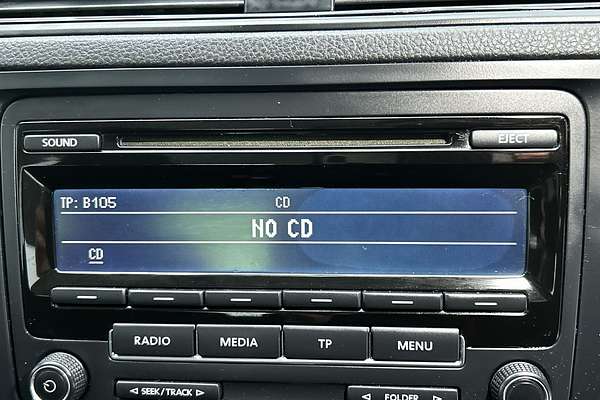 SOUND
EJECT
TP: B105 CD
NO CD
CD
RADIO MEDIA TP MENU
SEEK/TRACK FOLDER